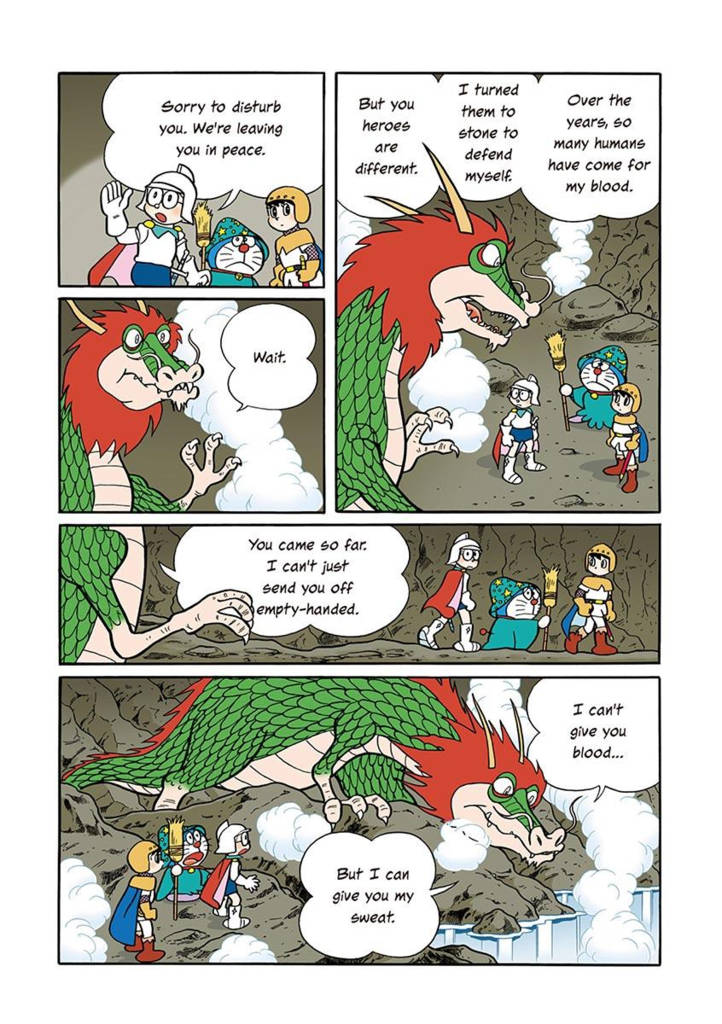 Over the
years, so
many humans
have come for
my blood.
I turned
them to
stone to
defend
myself.
But you
heroes
are
different.
Sorry to disturb
you. We're leaving
you in peace.
Wait.
You came so far.
I can't just
send you off
empty-handed.
I can't
give you
blood...
But I can
give you my
sweat.